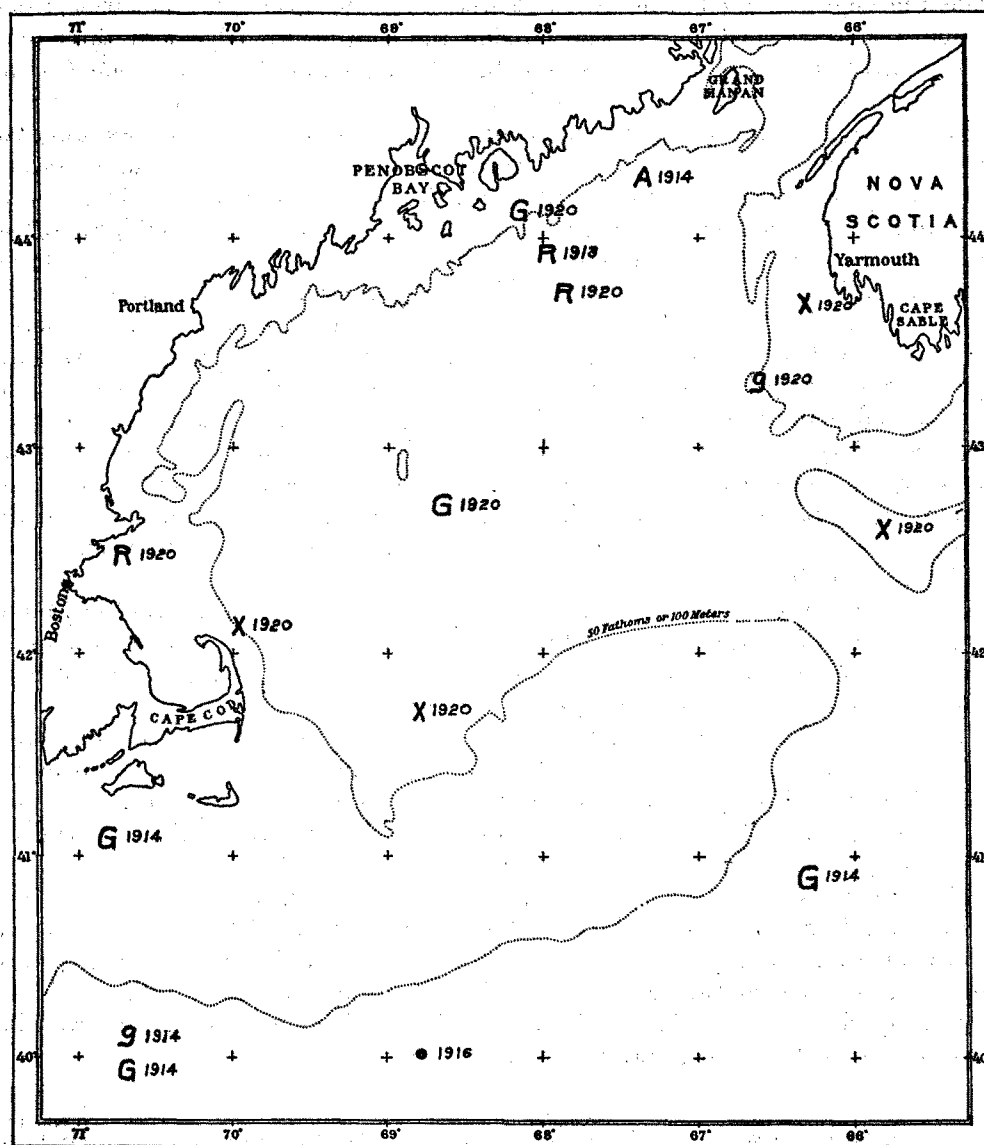 71° 70° 69° 68° 67° 66°
GRAND
MANAN
PENOBSCOT
BAY
A 1914
NOVA
G 1920
SCOTIA
44° 44°
R 1913
Yarmouth
R 1920
Portland
X 1920
CAPE
SABLE
g 1920
43° 43°
G 1920
X 1920
R 1920
Boston
X 1920
50 Fathoms or 100 Meters
42° 42°
X 1920
CAPE COD
G 1914
41° 41°
G 1914
g 1914
1916
40° 40°
G 1914
71° 70° 69° 68° 67° 66°